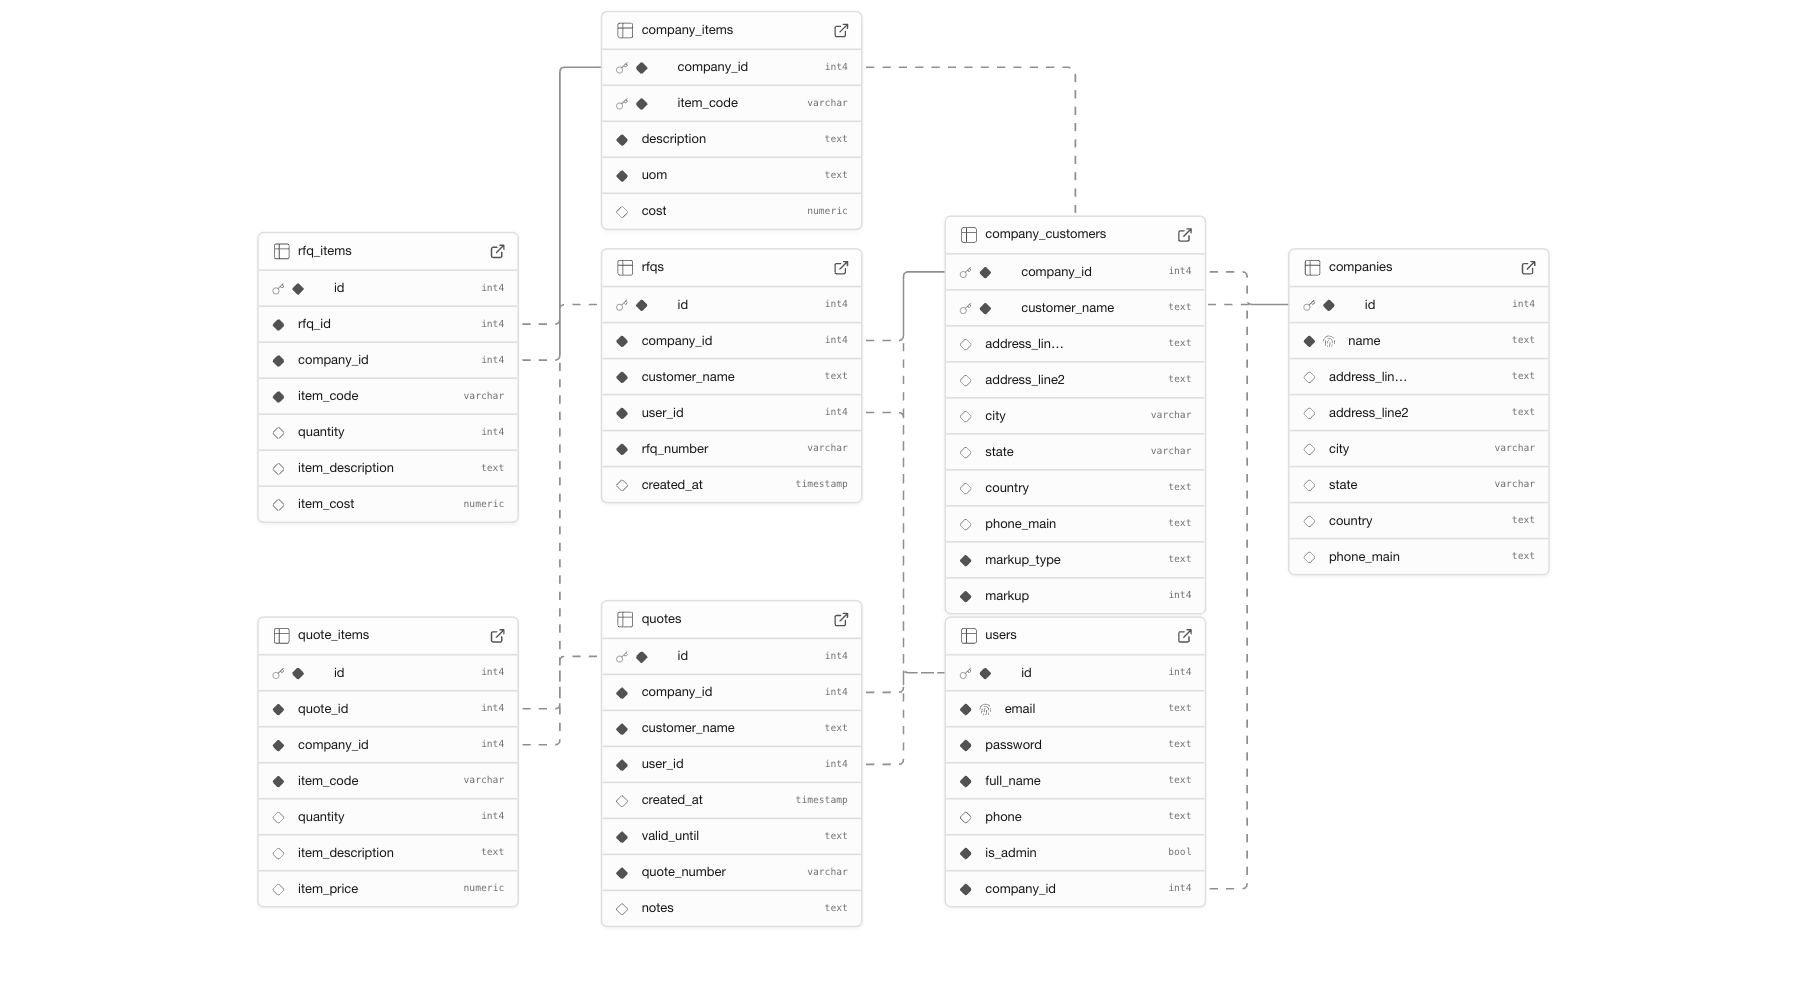 company_items
company_id int4
item_code varchar
description text
uom text
cost numeric
rfq_items
id int4
rfq_id int4
company_id int4
item_code varchar
quantity int4
item_description text
item_cost numeric
rfqs
id int4
company_id int4
customer_name text
user_id int4
rfq_number varchar
created_at timestamp
company_customers
company_id int4
customer_name text
address_lin… text
address_line2 text
city varchar
state varchar
country text
phone_main text
markup_type text
markup int4
companies
id int4
name text
address_lin… text
address_line2 text
city varchar
state varchar
country text
phone_main text
quote_items
id int4
quote_id int4
company_id int4
item_code varchar
quantity int4
item_description text
item_price numeric
quotes
id int4
company_id int4
customer_name text
user_id int4
created_at timestamp
valid_until text
quote_number varchar
notes text
users
id int4
email text
password text
full_name text
phone text
is_admin bool
company_id int4